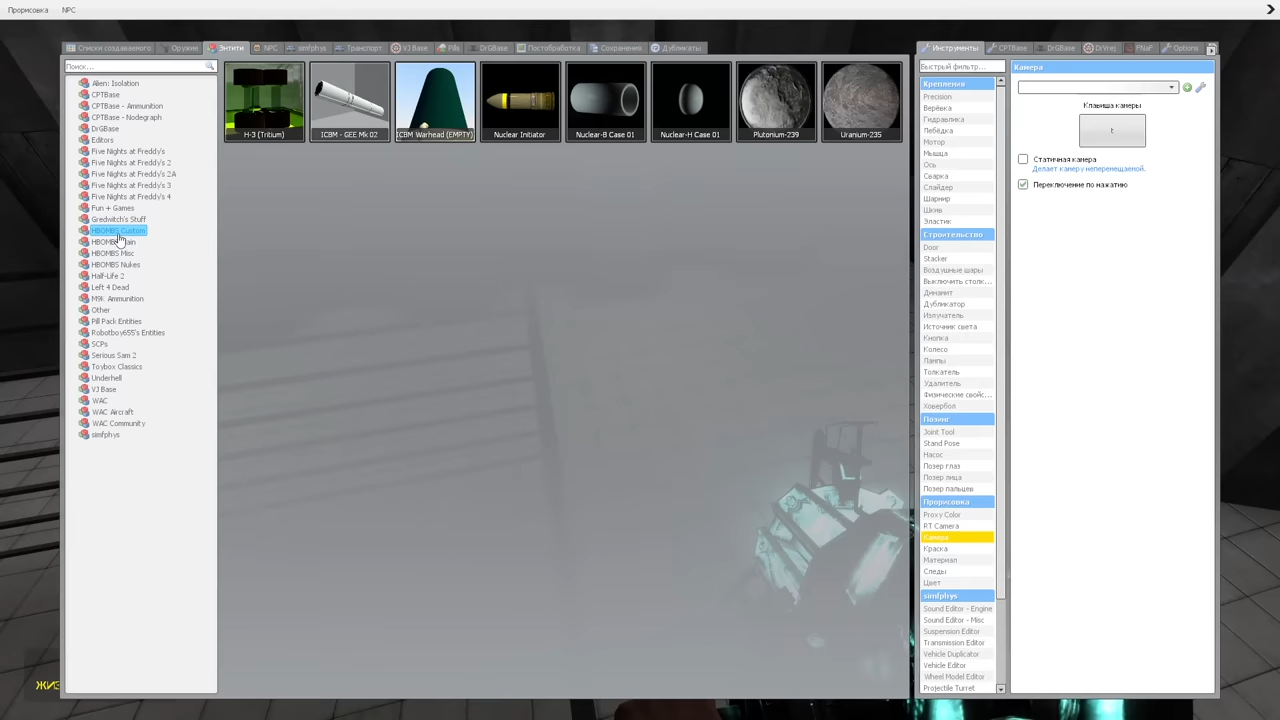 Прорисовка NPC
Списки создаваемого Оружие Энтити NPC simfphys Транспорт VJ Base Pills DrGBase Постобработка Сохранения Дубликаты
Поиск...
Alien: Isolation
CPTBase
CPTBase - Ammunition
CPTBase - Nodegraph
DrGBase
Editors
Five Nights at Freddy's
Five Nights at Freddy's 2
Five Nights at Freddy's 2A
Five Nights at Freddy's 3
Five Nights at Freddy's 4
Fun + Games
Gredwitch's Stuff
HBOMBS Custom
HBOMBS Main
HBOMBS Misc
HBOMBS Nukes
Half-Life 2
Left 4 Dead
M9K Ammunition
Other
Pill Pack Entities
Robotboy655's Entities
SCPs
Serious Sam 2
Toybox Classics
Underhell
VJ Base
WAC
WAC Aircraft
WAC Community
simfphys
H-3 (Tritium) ICBM - GEE Mk 02 ICBM Warhead (EMPTY) Nuclear Initiator Nuclear-B Case 01 Nuclear-H Case 01 Plutonium-239 Uranium-235
Инструменты CPTBase DrGBase DrVrej FNaF Options
Быстрый фильтр...
Крепления
Precision
Верёвка
Гидравлика
Лебёдка
Мотор
Мышца
Ось
Сварка
Слайдер
Шарнир
Шкив
Эластик
Строительство
Door
Stacker
Воздушные шары
Выключить столк...
Динамит
Дубликатор
Излучатель
Источник света
Кнопка
Колесо
Лампы
Толкатель
Удалитель
Физические свойс...
Ховербол
Позинг
Joint Tool
Stand Pose
Насос
Позер глаз
Позер лица
Позер пальцев
Прорисовка
Proxy Color
RT Camera
Камера
Краска
Материал
Следы
Цвет
simfphys
Sound Editor - Engine
Sound Editor - Misc
Suspension Editor
Transmission Editor
Vehicle Duplicator
Vehicle Editor
Wheel Model Editor
Projectile Turret
Камера
Клавиша камеры
t
Статичная камера
Делает камеру неперемещаемой.
Переключение по нажатию